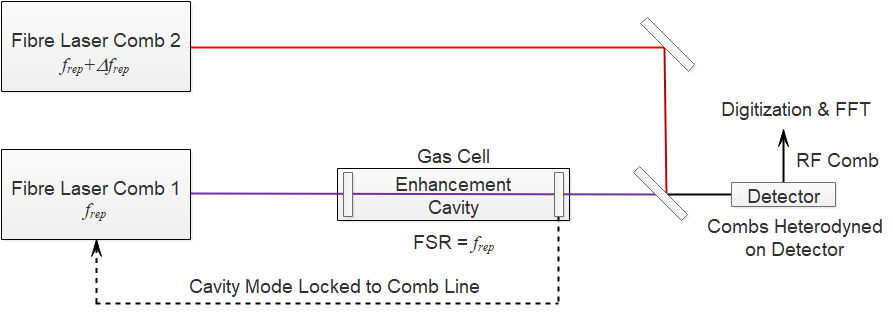 Fibre Laser Comb 2
frep+Δfrep
Digitization & FFT
Gas Cell
RF Comb
Fibre Laser Comb 1
frep
Enhancement
Cavity
Detector
FSR = frep
Combs Heterodyned
on Detector
Cavity Mode Locked to Comb Line